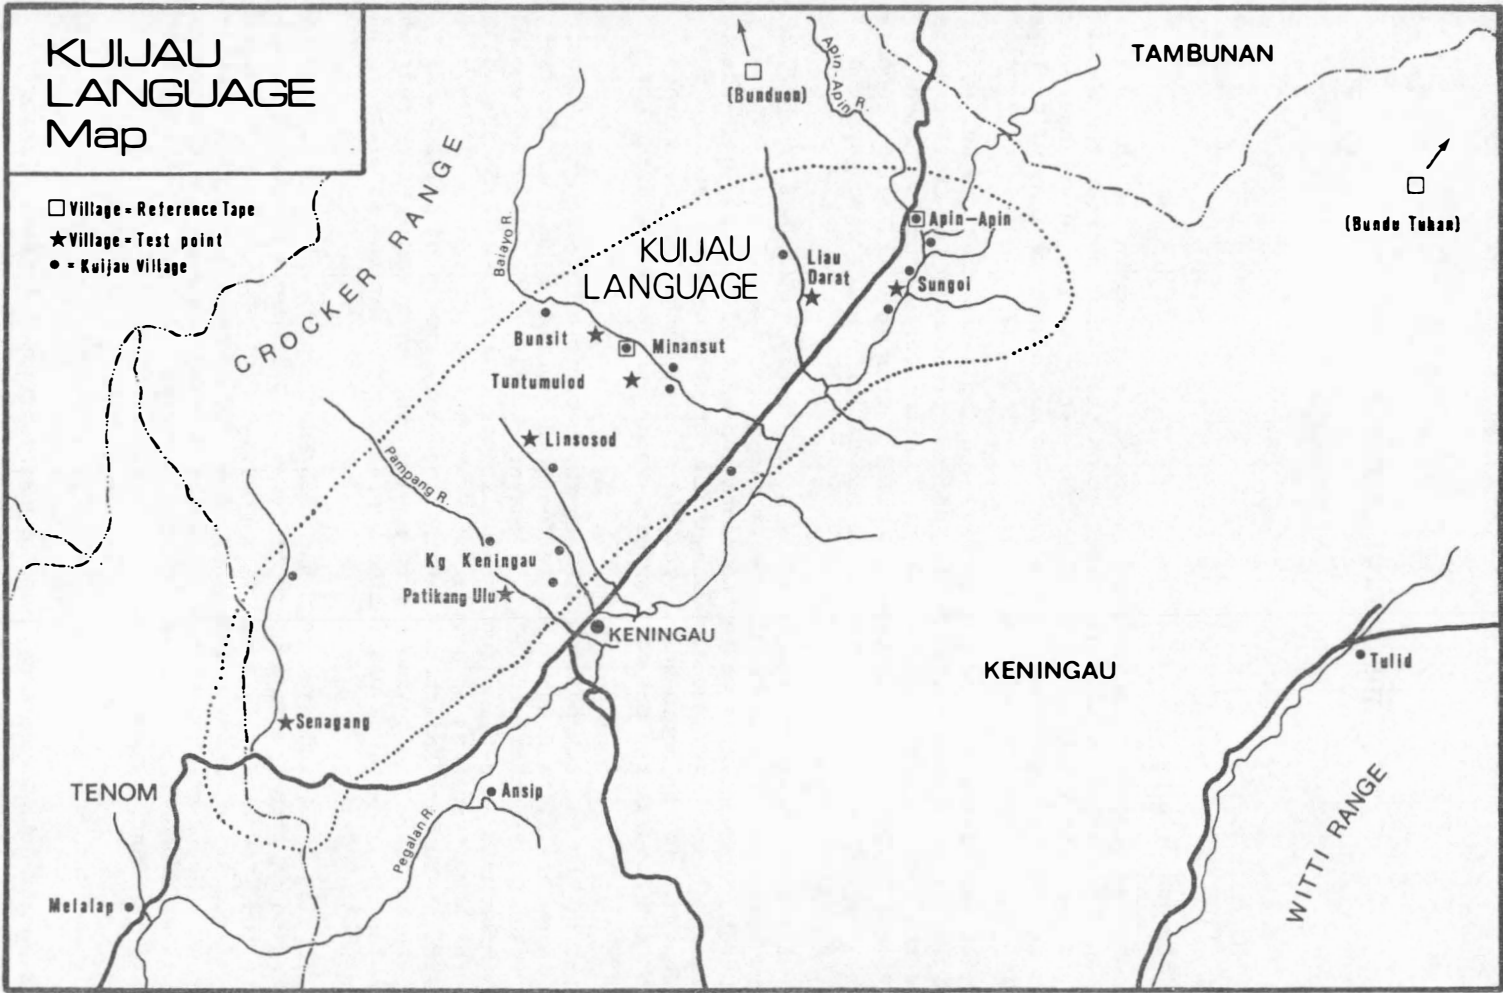 KUIJAU
LANGUAGE
Map
Village = Reference Tape
Village = Test point
= Kuijau Village
CROCKER RANGE
TAMBUNAN
(Bunduon)
Apin-Apin R.
(Bundu Tuhan)
Baiayo R.
KUIJAU
LANGUAGE
Apin-Apin
Liau
Darat
Sungoi
Bunsit
Minansut
Tuntumulod
Linsosod
Pampang R.
Kg Keningau
Patikang Ulu
KENINGAU
KENINGAU
Tulid
Senagang
TENOM
Ansip
Pegalan R.
WITTI RANGE
Melalap